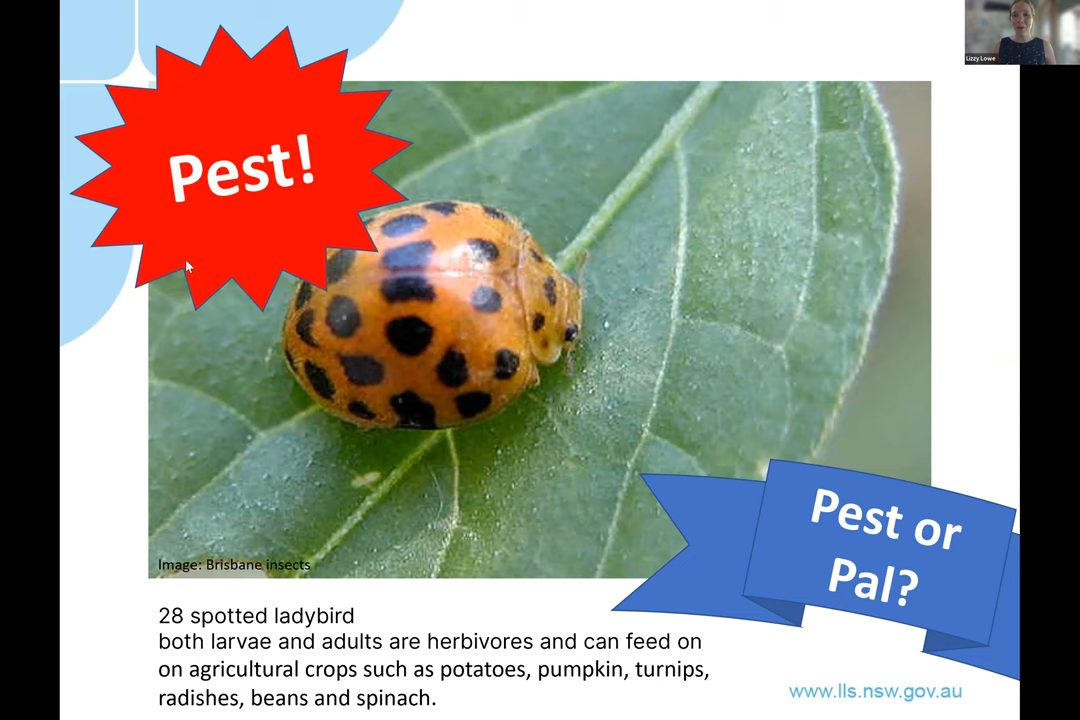 Lizzy Lowe
Pest!
Pest or
Pal?
Image: Brisbane insects
28 spotted ladybird
both larvae and adults are herbivores and can feed on
on agricultural crops such as potatoes, pumpkin, turnips,
radishes, beans and spinach.
www.lls.nsw.gov.au